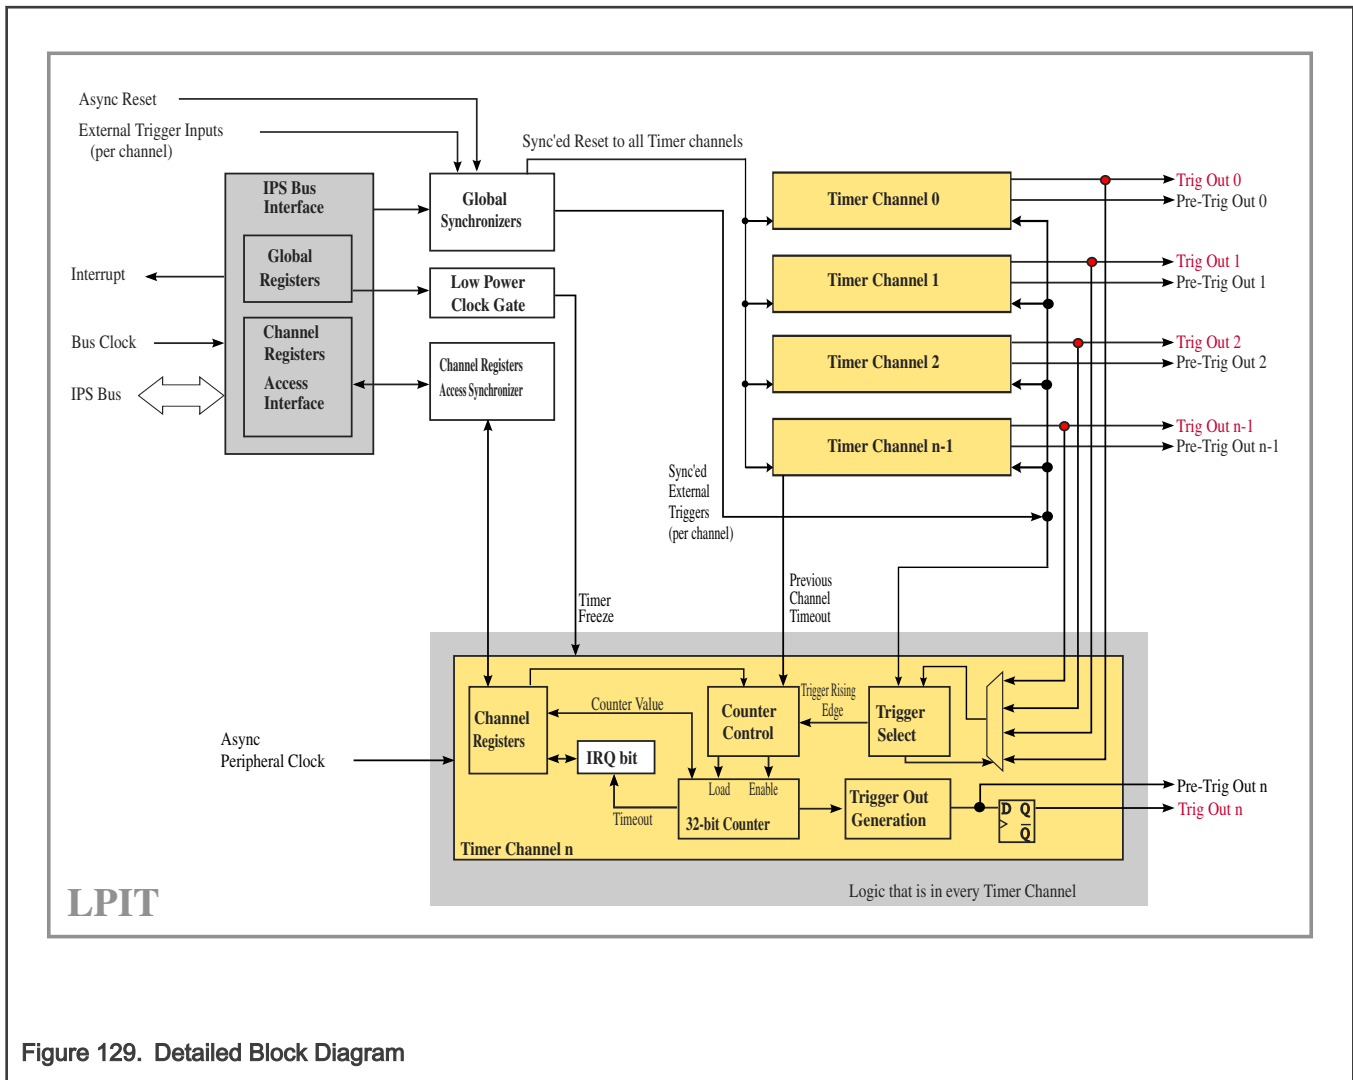 Async Reset
External Trigger Inputs
(per channel)
Sync'ed Reset to all Timer channels
IPS Bus
Interface
Global
Synchronizers
Timer Channel 0
Trig Out 0
Pre-Trig Out 0
Global
Registers
Interrupt
Low Power
Clock Gate
Timer Channel 1
Trig Out 1
Pre-Trig Out 1
Bus Clock
Channel
Registers
Access
Interface
IPS Bus
Channel Registers
Access Synchronizer
Timer Channel 2
Trig Out 2
Pre-Trig Out 2
Timer Channel n-1
Trig Out n-1
Pre-Trig Out n-1
Sync'ed
External
Triggers
(per channel)
Previous
Channel
Timeout
Timer
Freeze
Channel
Registers
Counter Value
Counter
Control
Trigger Rising
Edge
Trigger
Select
IRQ bit
Async
Peripheral Clock
Load
Enable
Timeout
32-bit Counter
Trigger Out
Generation
D Q
Q
Pre-Trig Out n
Trig Out n
Timer Channel n
Logic that is in every Timer Channel
LPIT
Figure 129. Detailed Block Diagram